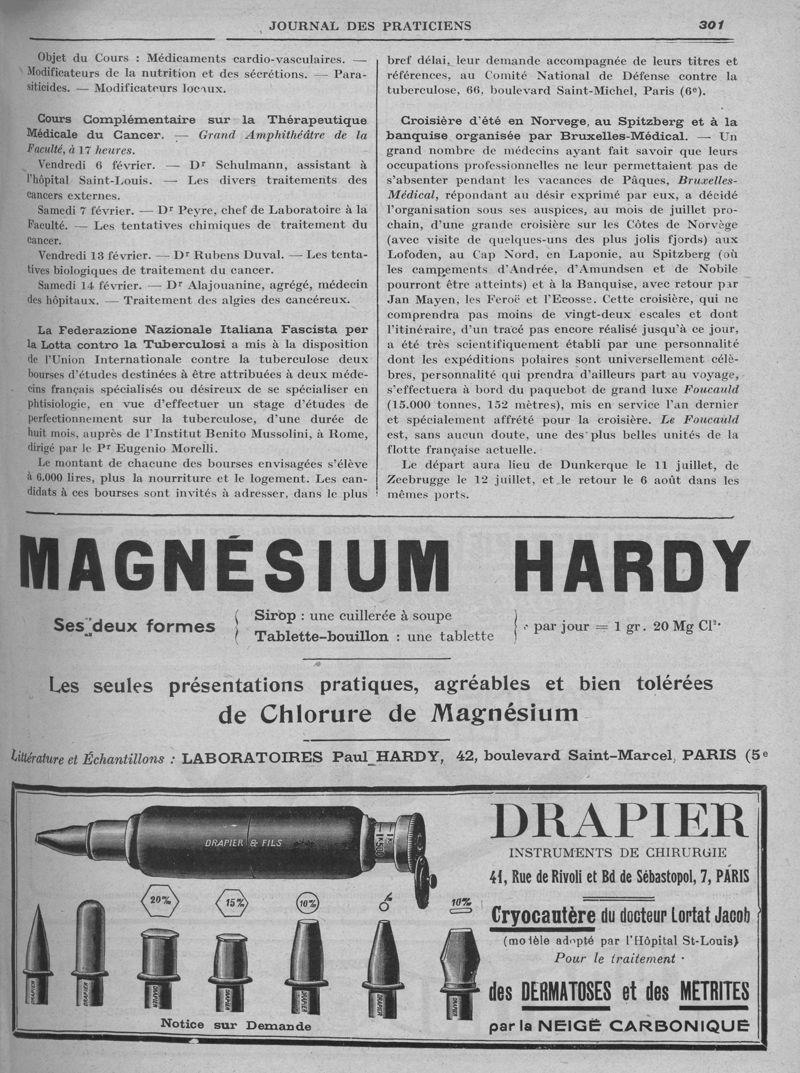 JOURNAL DES PRATICIENS
301
Objet du Cours : Médicaments cardio-vasculaires. —
Modificateurs de la nutrition et des sécrétions. — Para-
siticides. — Modificateurs locaux.
Cours Complémentaire sur la Thérapeutique
Médicale du Cancer. — Grand Amphithéâtre de la
Faculté, à 17 heures.
Vendredi 6 février. — Dr Schulmann, assistant à
l'hôpital Saint-Louis. — Les divers traitements des
cancers externes.
Samedi 7 février. — Dr Peyre, chef de Laboratoire à la
Faculté. — Les tentatives chimiques de traitement du
cancer.
Vendredi 13 février. — Dr Rubens Duval. — Les tenta-
tives biologiques de traitement du cancer.
Samedi 14 février. — Dr Alajouanine, agrégé, médecin
des hôpitaux. — Traitement des algies des cancéreux.
La Federazione Nazionale Italiana Fascista per
la Lotta contro la Tuberculosi a mis à la disposition
de l'Union Internationale contre la tuberculose deux
bourses d'études destinées à être attribuées à deux méde-
cins français spécialisés ou désireux de se spécialiser en
phtisiologie, en vue d'effectuer un stage d'études de
perfectionnement sur la tuberculose, d'une durée de
huit mois, auprès de l'Institut Benito Mussolini, à Rome,
dirigé par le Pr Eugenio Morelli.
Le montant de chacune des bourses envisagées s'élève
à 6.000 lires, plus la nourriture et le logement. Les can-
didats à ces bourses sont invités à adresser, dans le plus
bref délai, leur demande accompagnée de leurs titres et
références, au Comité National de Défense contre la
tuberculose, 66, boulevard Saint-Michel, Paris (6e).
Croisière d'été en Norvege, au Spitzberg et à la
banquise organisée par Bruxelles-Médical. — Un
grand nombre de médecins ayant fait savoir que leurs
occupations professionnelles ne leur permettaient pas de
s'absenter pendant les vacances de Pâques, Bruxelles-
Médical, répondant au désir exprimé par eux, a décidé
l'organisation sous ses auspices, au mois de juillet pro-
chain, d'une grande croisière sur les Côtes de Norvège
(avec visite de quelques-uns des plus jolis fjords) aux
Lofoden, au Cap Nord, en Laponie, au Spitzberg (où
les campements d'Andrée, d'Amundsen et de Nobile
pourront être atteints) et à la Banquise, avec retour par
Jan Mayen, les Feroë et l'Ecosse. Cette croisière, qui ne
comprendra pas moins de vingt-deux escales et dont
l'itinéraire, d'un tracé pas encore réalisé jusqu'à ce jour,
a été très scientifiquement établi par une personnalité
dont les expéditions polaires sont universellement célè-
bres, personnalité qui prendra d'ailleurs part au voyage,
s'effectuera à bord du paquebot de grand luxe Foucauld
(15.000 tonnes, 152 mètres), mis en service l'an dernier
et spécialement affrété pour la croisière. Le Foucauld
est, sans aucun doute, une des plus belles unités de la
flotte française actuelle.
Le départ aura lieu de Dunkerque le 11 juillet, de
Zeebrugge le 12 juillet, et le retour le 6 août dans les
mêmes ports.
MAGNÉSIUM HARDY
Ses deux formes
Sirop : une cuillerée à soupe
Tablette-bouillon : une tablette
par jour = 1 gr. 20 Mg Cl2.
Les seules présentations pratiques, agréables et bien tolérées
de Chlorure de Magnésium
Littérature et Échantillons : LABORATOIRES Paul HARDY, 42, boulevard Saint-Marcel, PARIS (5e
DRAPIER & FILS
20%
15%
10%
10%
DRAPIER
DRAPIER
DRAPIER
DRAPIER
DRAPIER
DRAPIER
DRAPIER
Notice sur Demande
DRAPIER
INSTRUMENTS DE CHIRURGIE
41, Rue de Rivoli et Bd de Sébastopol, 7, PARIS
Cryocautère du docteur Lortat Jacob
(modèle adopté par l'Hôpital St-Louis)
Pour le traitement
des DERMATOSES et des METRITES
par la NEIGE CARBONIQUE